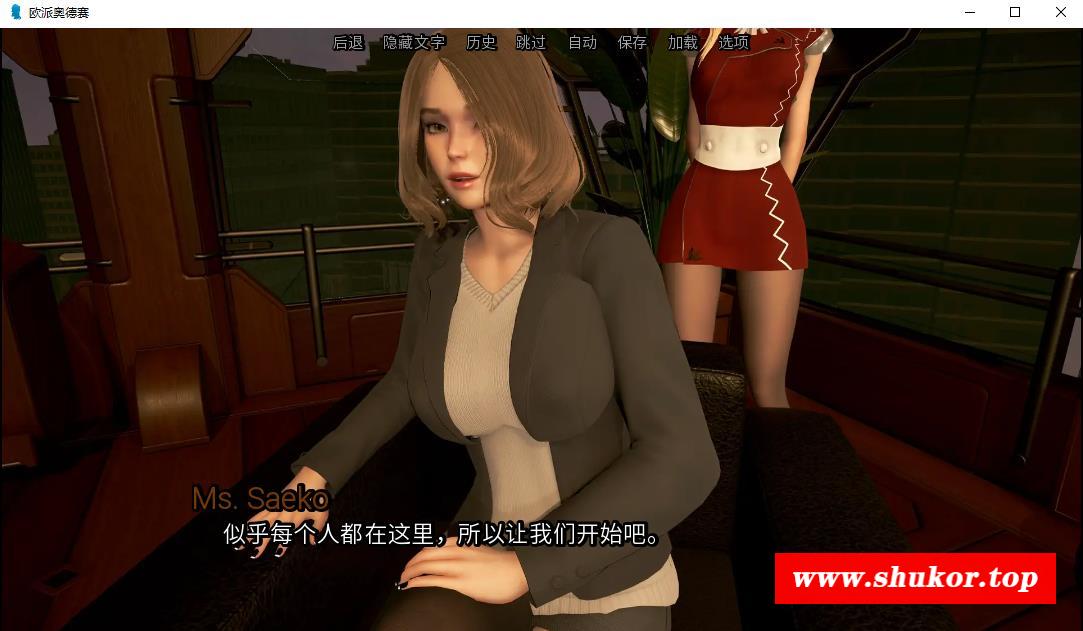 欧派奥德赛
后退 隐藏文字 历史 跳过 自动 保存 加载 选项
Ms. Saeko
似乎每个人都在这里，所以让我们开始吧。
www.shukor.top